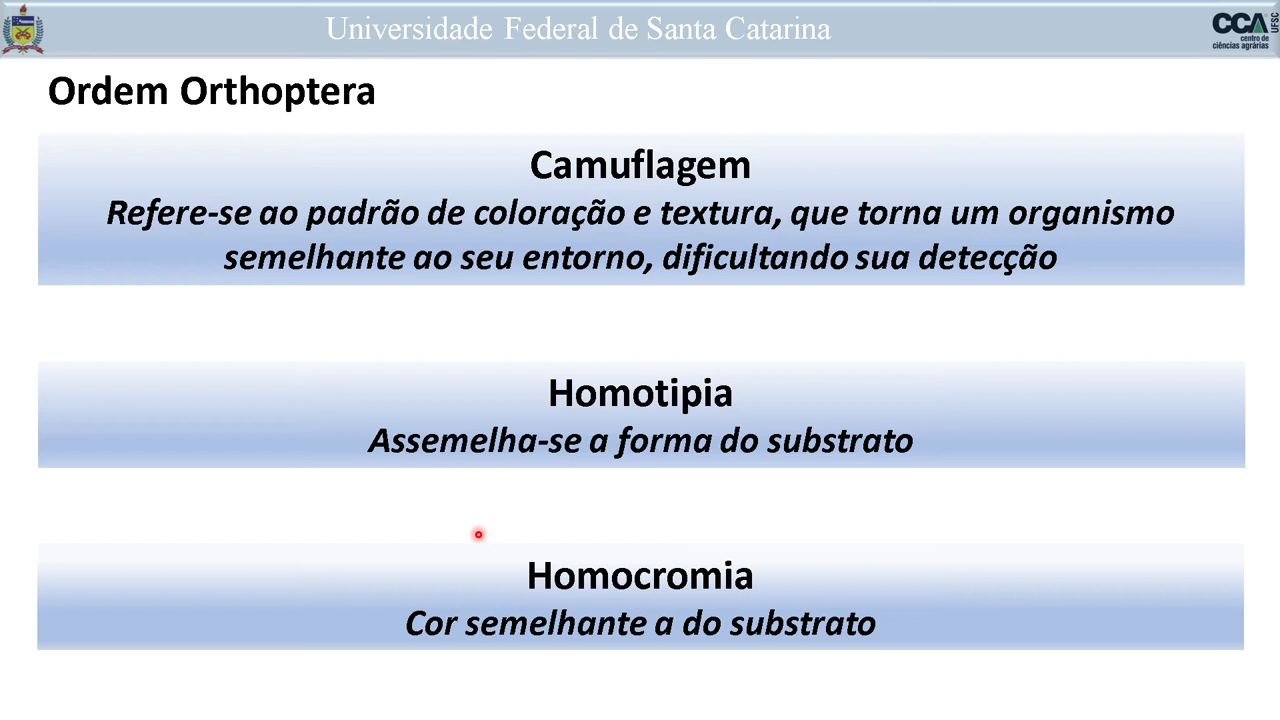 Universidade Federal de Santa Catarina
CCA
centro de
ciências agrárias
UFSC
Ordem Orthoptera
Camuflagem
Refere-se ao padrão de coloração e textura, que torna um organismo
semelhante ao seu entorno, dificultando sua detecção
Homotipia
Assemelha-se a forma do substrato
Homocromia
Cor semelhante a do substrato